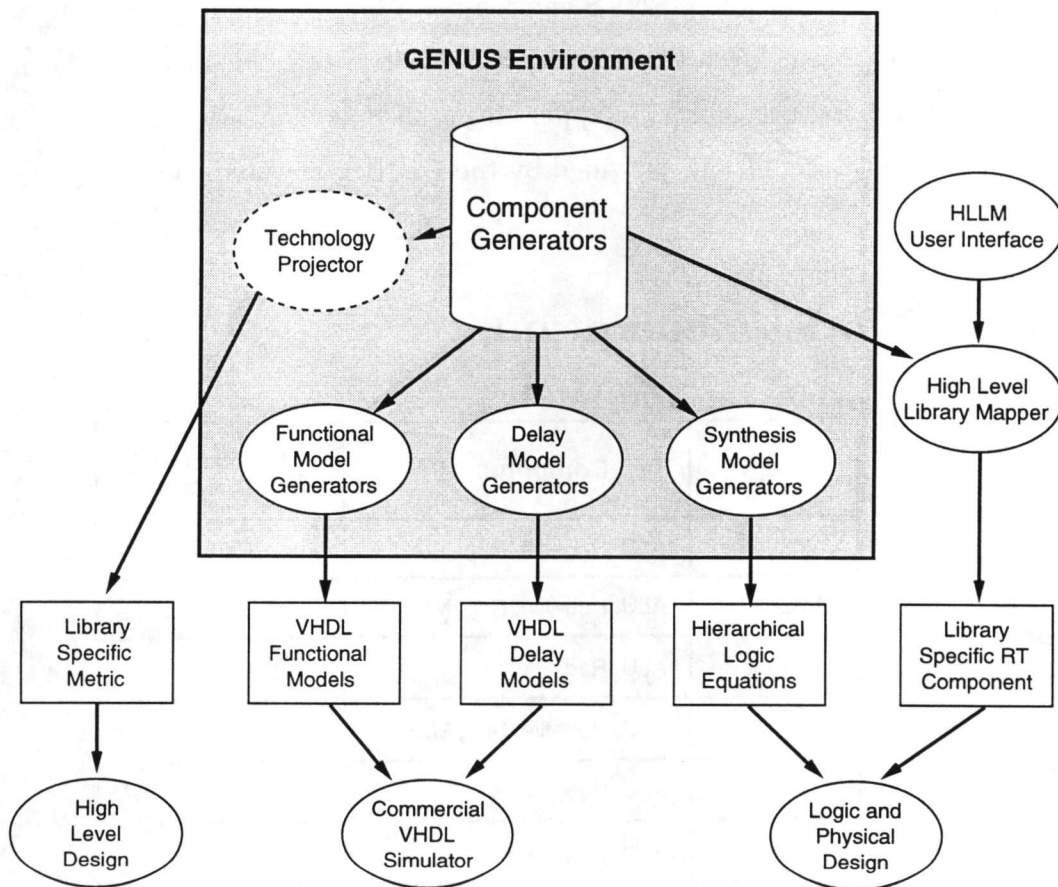 GENUS Environment
Component
Generators
Technology
Projector
HLLM
User Interface
High Level
Library Mapper
Functional
Model
Generators
Delay
Model
Generators
Synthesis
Model
Generators
Library
Specific
Metric
VHDL
Functional
Models
VHDL
Delay
Models
Hierarchical
Logic
Equations
Library
Specific RT
Component
High
Level
Design
Commercial
VHDL
Simulator
Logic and
Physical
Design